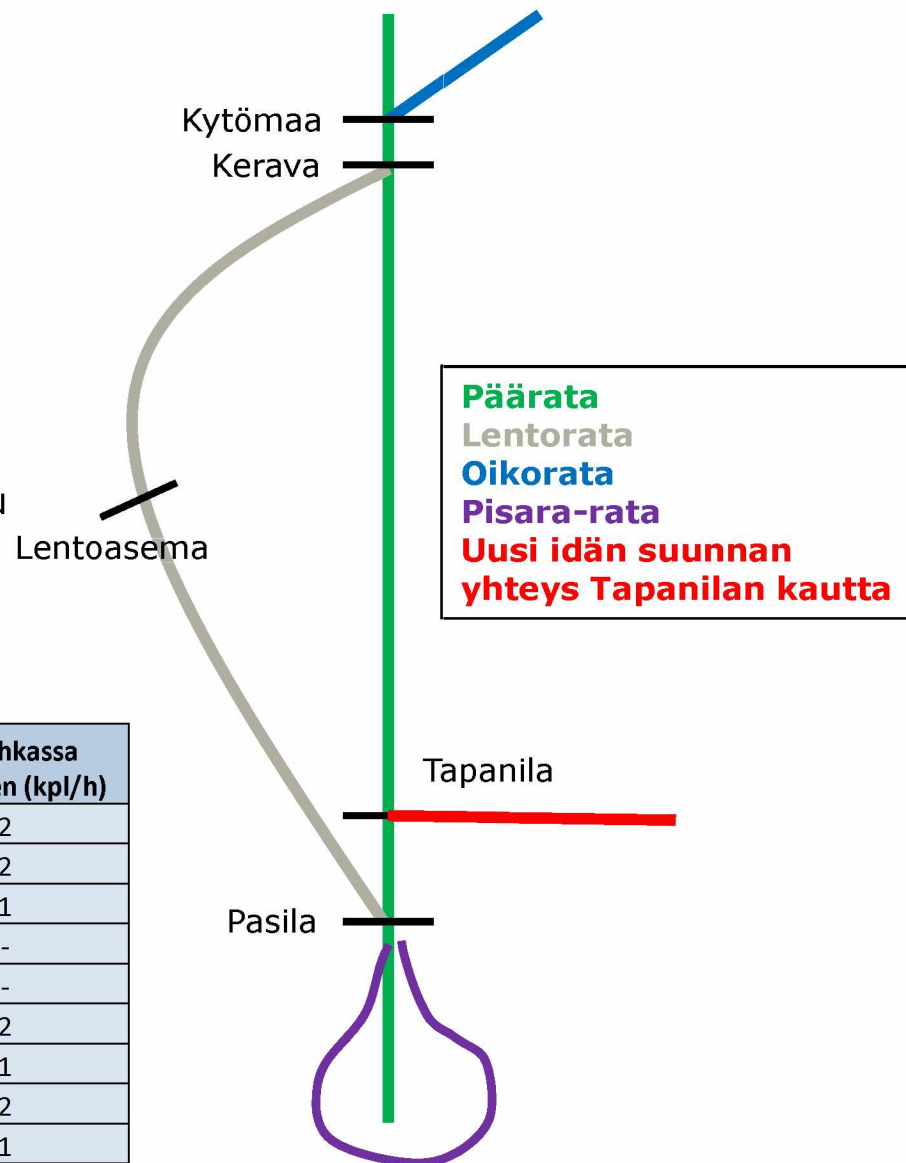 Kytömaa
Kerava
Päärata
Lentorata
Oikorata
Pisara-rata
Uusi idän suunnan
yhteys Tapanilan kautta
Lentoasema
Tapanila
Pasila
(kpl/h)
2
2
1
-
-
2
1
2
1